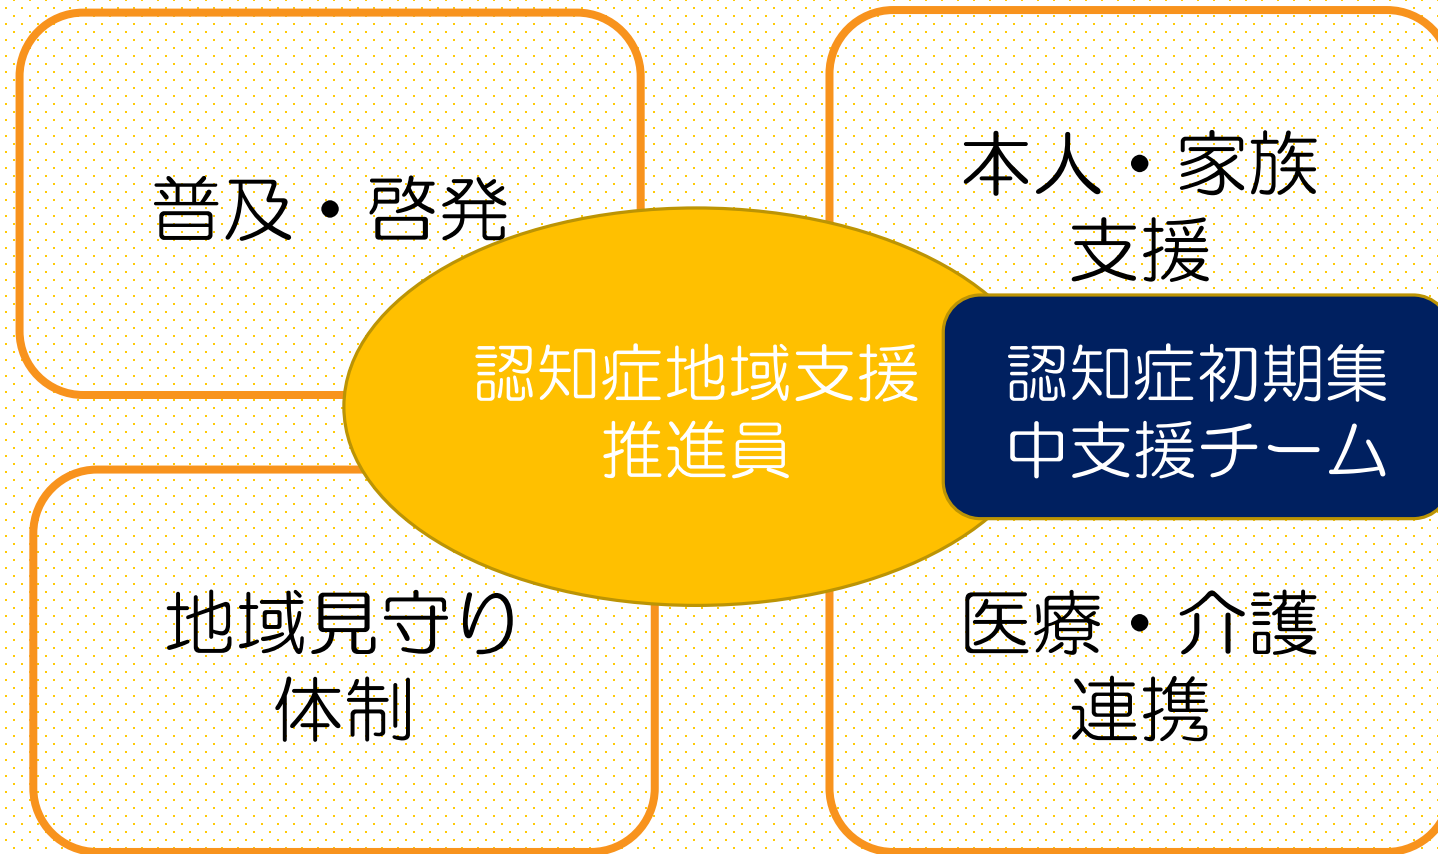 普及・啓発
本人・家族
支援
認知症地域支援
推進員
認知症初期集
中支援チーム
地域見守り
体制
医療・介護
連携